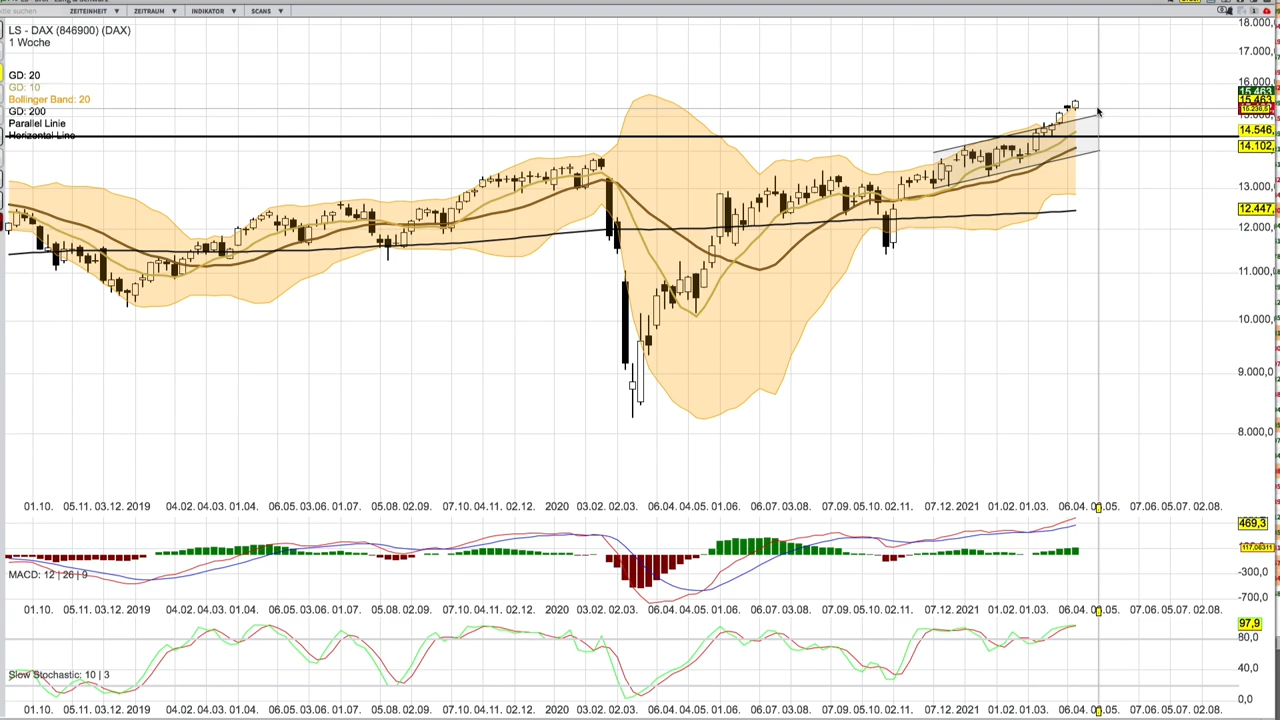 ZEITEINHEIT ▼ ZEITRAUM ▼ INDIKATOR ▼ SCANS ▼
LS - DAX (846900) (DAX)
1 Woche
GD: 20
GD: 10
Bollinger Band: 20
GD: 200
Parallel Linie
Horizontal Line
18.000,
17.000,
16.000,
15.463
15.463
14.546,
14.102,
13.000,
12.447,
12.000,
11.000,0
10.000,
9.000,0
8.000,0
01.10. 05.11. 03.12. 2019 04.02. 04.03. 01.04. 06.05. 03.06. 01.07. 05.08. 02.09. 07.10. 04.11. 02.12. 2020 03.02. 02.03. 06.04. 04.05. 01.06. 06.07. 03.08. 07.09. 05.10. 02.11. 07.12. 2021 01.02. 01.03. 06.04. 05. 07.06. 05.07. 02.08.
469,3
-300,0
-700,0
MACD: 12 | 26 | 9
01.10. 05.11. 03.12. 2019 04.02. 04.03. 01.04. 06.05. 03.06. 01.07. 05.08. 02.09. 07.10. 04.11. 02.12. 2020 03.02. 02.03. 06.04. 04.05. 01.06. 06.07. 03.08. 07.09. 05.10. 02.11. 07.12. 2021 01.02. 01.03. 06.04. 05. 07.06. 05.07. 02.08.
97,9
80,0
40,0
0,0
Slow Stochastic: 10 | 3
01.10. 05.11. 03.12. 2019 04.02. 04.03. 01.04. 06.05. 03.06. 01.07. 05.08. 02.09. 07.10. 04.11. 02.12. 2020 03.02. 02.03. 06.04. 04.05. 01.06. 06.07. 03.08. 07.09. 05.10. 02.11. 07.12. 2021 01.02. 01.03. 06.04. 05. 07.06. 05.07. 02.08.